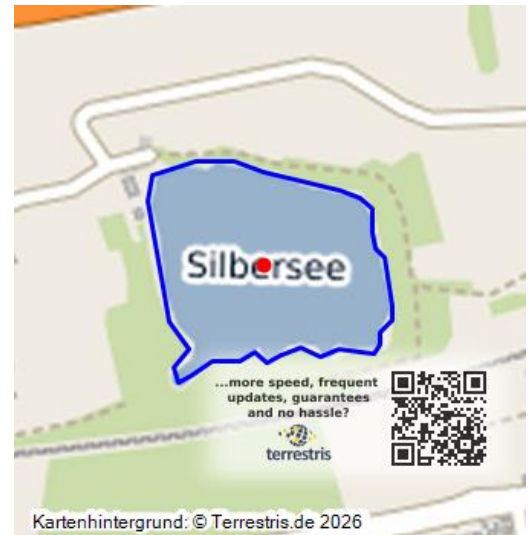 Silbersee
...more speed, frequent
updates, guarantees
and no hassle?
terrestris
Kartenhintergrund: © Terrestris.de 2026